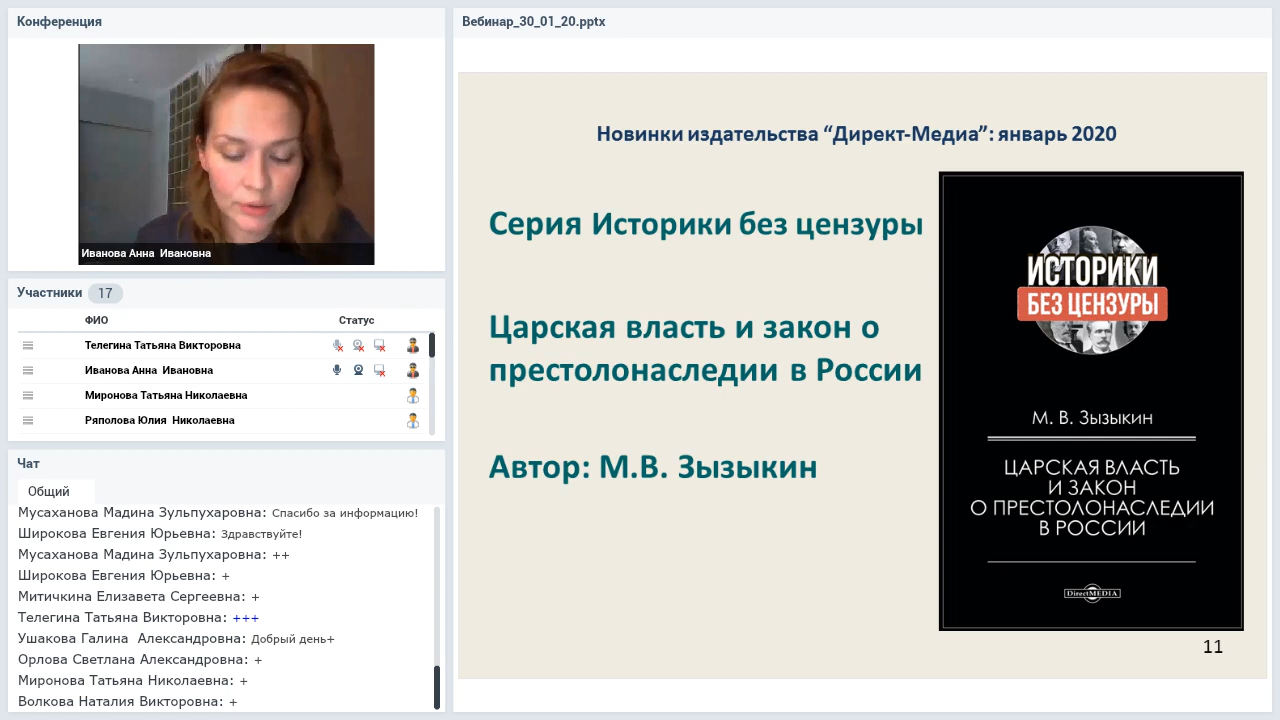 Конференция
Иванова Анна  Ивановна
Участники 17
ФИО Статус
Телегина Татьяна Викторовна
Иванова Анна  Ивановна
Миронова Татьяна Николаевна
Ряполова Юлия  Николаевна
Чат
Общий
Мусаханова Мадина Зульпухаровна: Спасибо за информацию!
Широкова Евгения Юрьевна: Здравствуйте!
Мусаханова Мадина Зульпухаровна: ++
Широкова Евгения Юрьевна: +
Митичкина Елизавета Сергеевна: +
Телегина Татьяна Викторовна: +++
Ушакова Галина  Александровна: Добрый день+
Орлова Светлана Александровна: +
Миронова Татьяна Николаевна: +
Волкова Наталия Викторовна: +
Вебинар_30_01_20.pptx
Новинки издательства “Директ-Медиа”: январь 2020
Серия Историки без цензуры
Царская власть и закон о
престолонаследии в России
Автор: М.В. Зызыкин
ИСТОРИКИ
БЕЗ ЦЕНЗУРЫ
М. В. Зызыкин
ЦАРСКАЯ ВЛАСТЬ
И ЗАКОН
О ПРЕСТОЛОНАСЛЕДИИ
В РОССИИ
DirectMEDIA
11